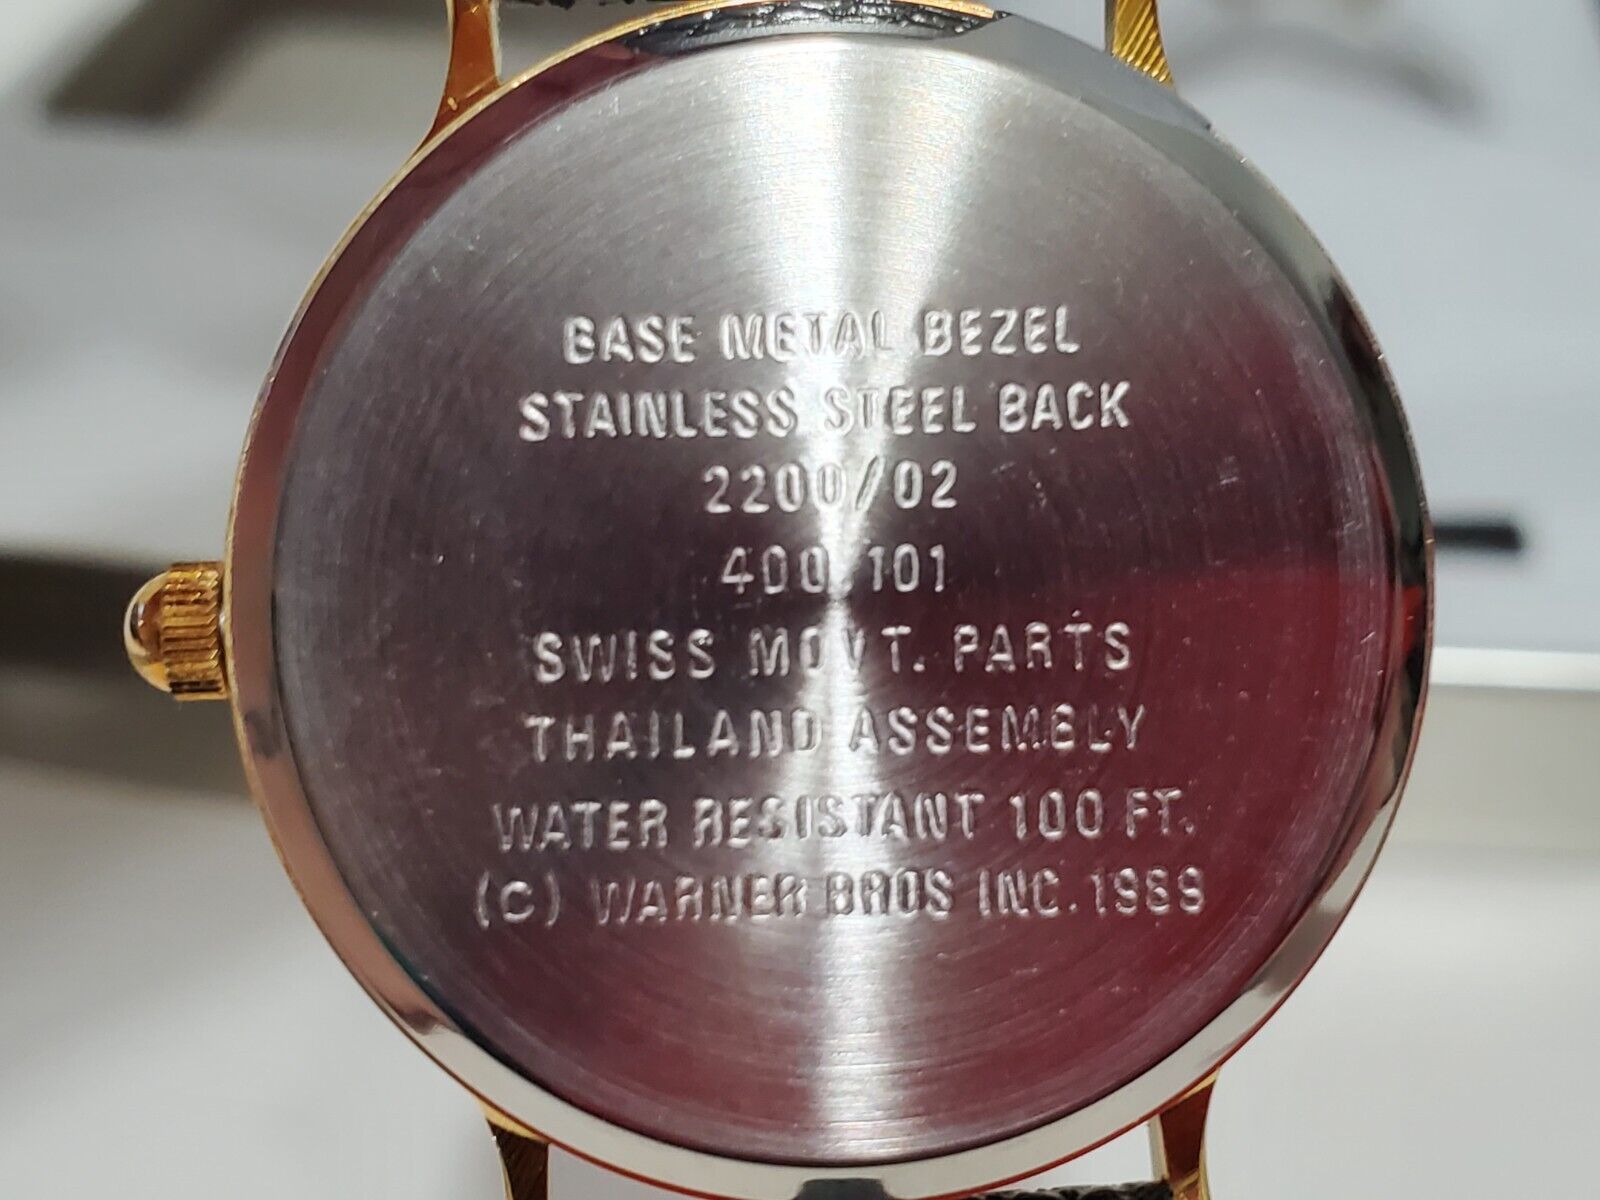 BASE METAL BEZEL
STAINLESS STEEL BACK
2200/02
400/101
SWISS MOVT. PARTS
THAILAND ASSEMBLY
WATER RESISTANT 100 FT.
(C) WARNER BROS INC. 1989